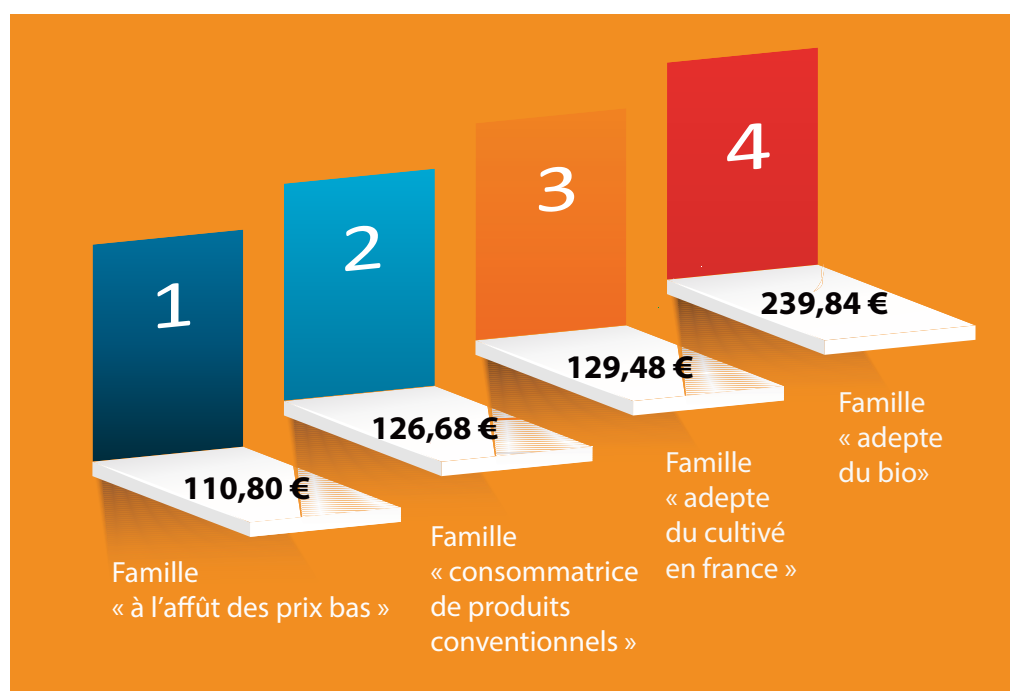 1
110,80 €
Famille
« à l’affût des prix bas »
2
126,68 €
Famille
« consommatrice
de produits
conventionnels »
3
129,48 €
Famille
« adepte
du cultivé
en france »
4
239,84 €
Famille
« adepte
du bio»